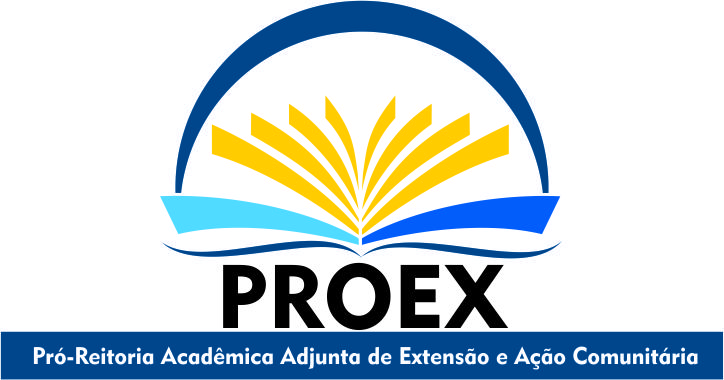 PROEX
Pró-Reitoria Acadêmica Adjunta de Extensão e Ação Comunitária